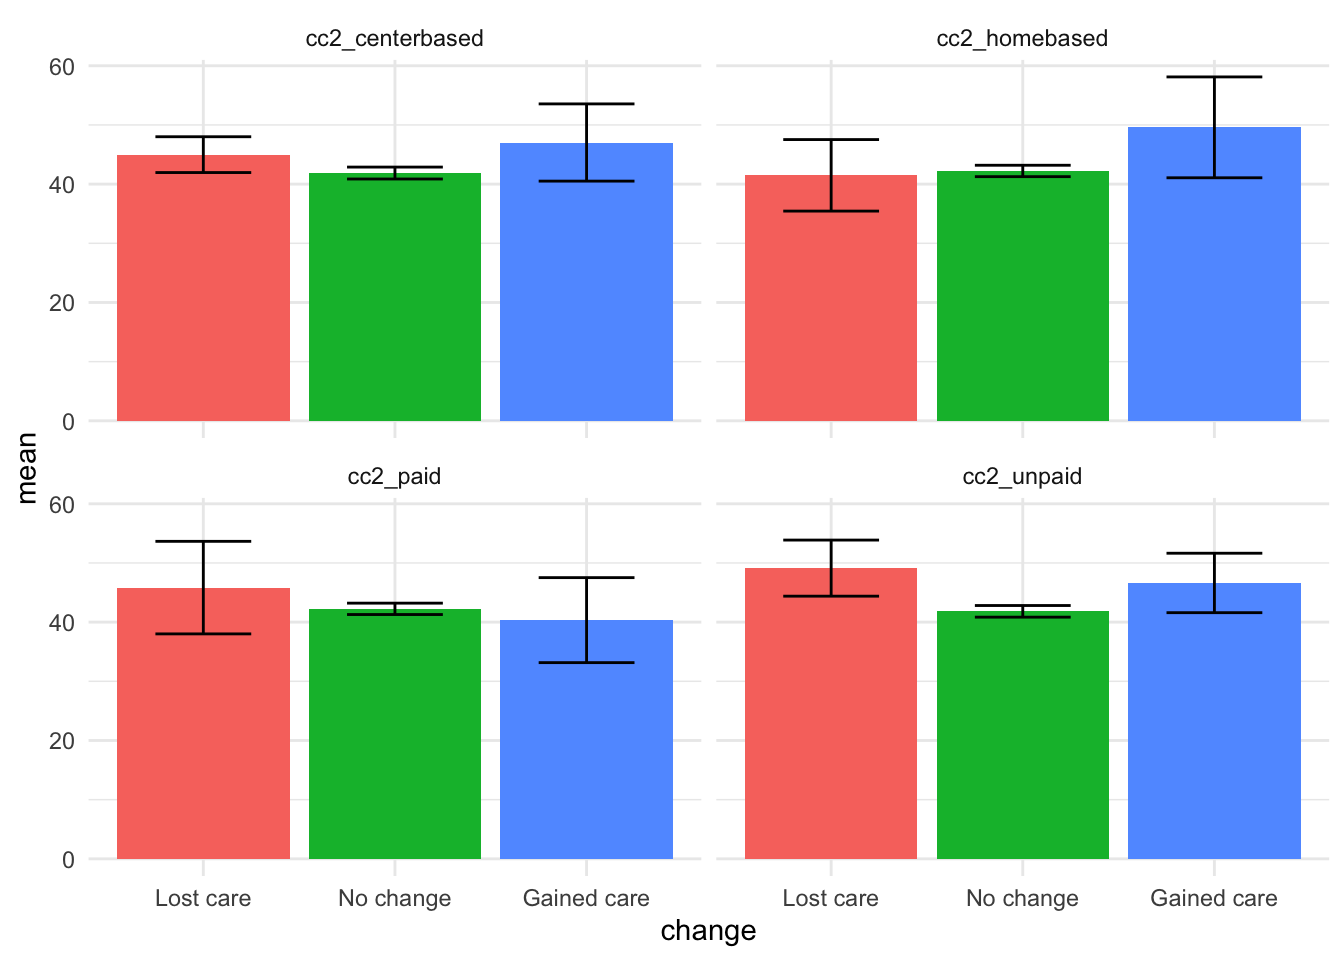 cc2_centerbased
cc2_homebased
60
40
20
0
cc2_paid
cc2_unpaid
60
40
20
0
mean
Lost care
No change
Gained care
Lost care
No change
Gained care
change